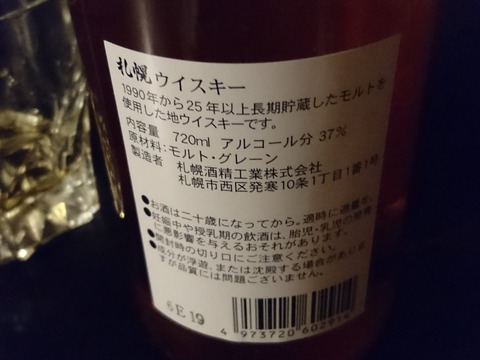 札幌ウイスキー
1990年から25年以上長期貯蔵したモルトを
使用した地ウイスキーです。
内容量 720ml アルコール分 37%
原材料:モルト・グレーン
製造者 札幌酒精工業株式会社
札幌市西区発寒10条1丁目1番1号
●お酒は二十歳になってから。適時に適量を。
●妊娠中や授乳期の飲酒は、胎児・乳児の発育
に悪影響を与えるおそれがあります。
●開封時の切り口にご注意ください。
●成分が浮遊、または沈殿する場合がありま
すが品質には問題ございません。
E 19
4 973720 60291